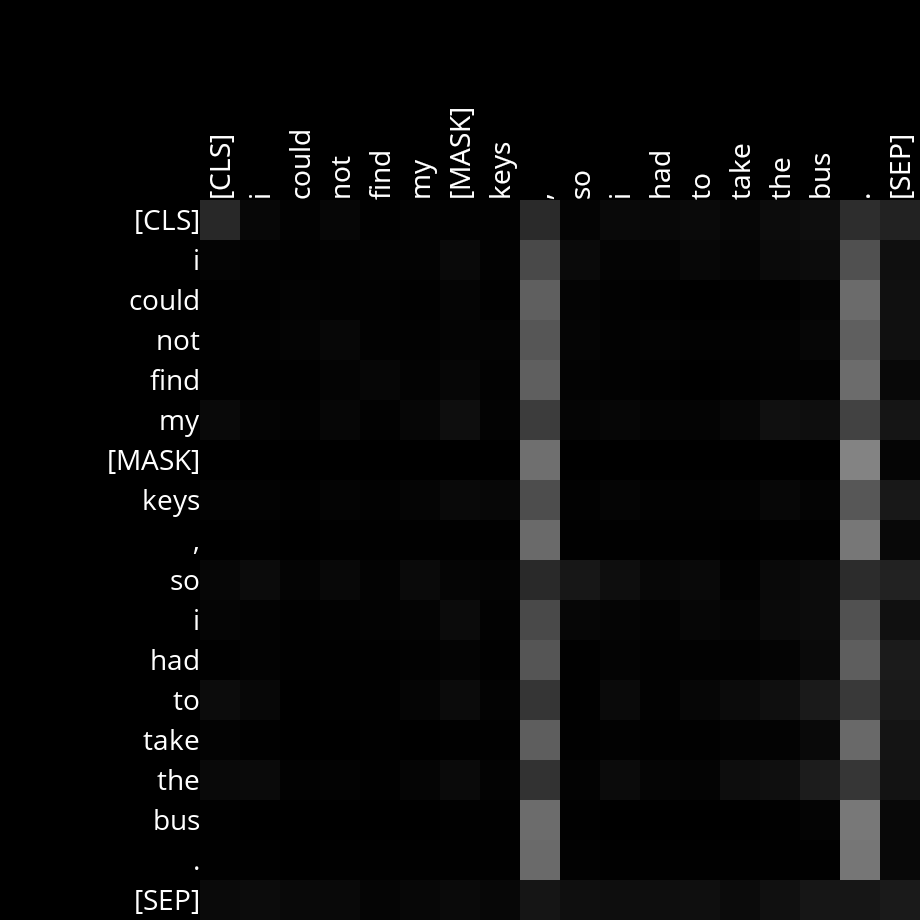 [CLS] i could not find my [MASK] keys , so i had to take the bus . [SEP]
[CLS]
i
could
not
find
my
[MASK]
keys
,
so
i
had
to
take
the
bus
.
[SEP]